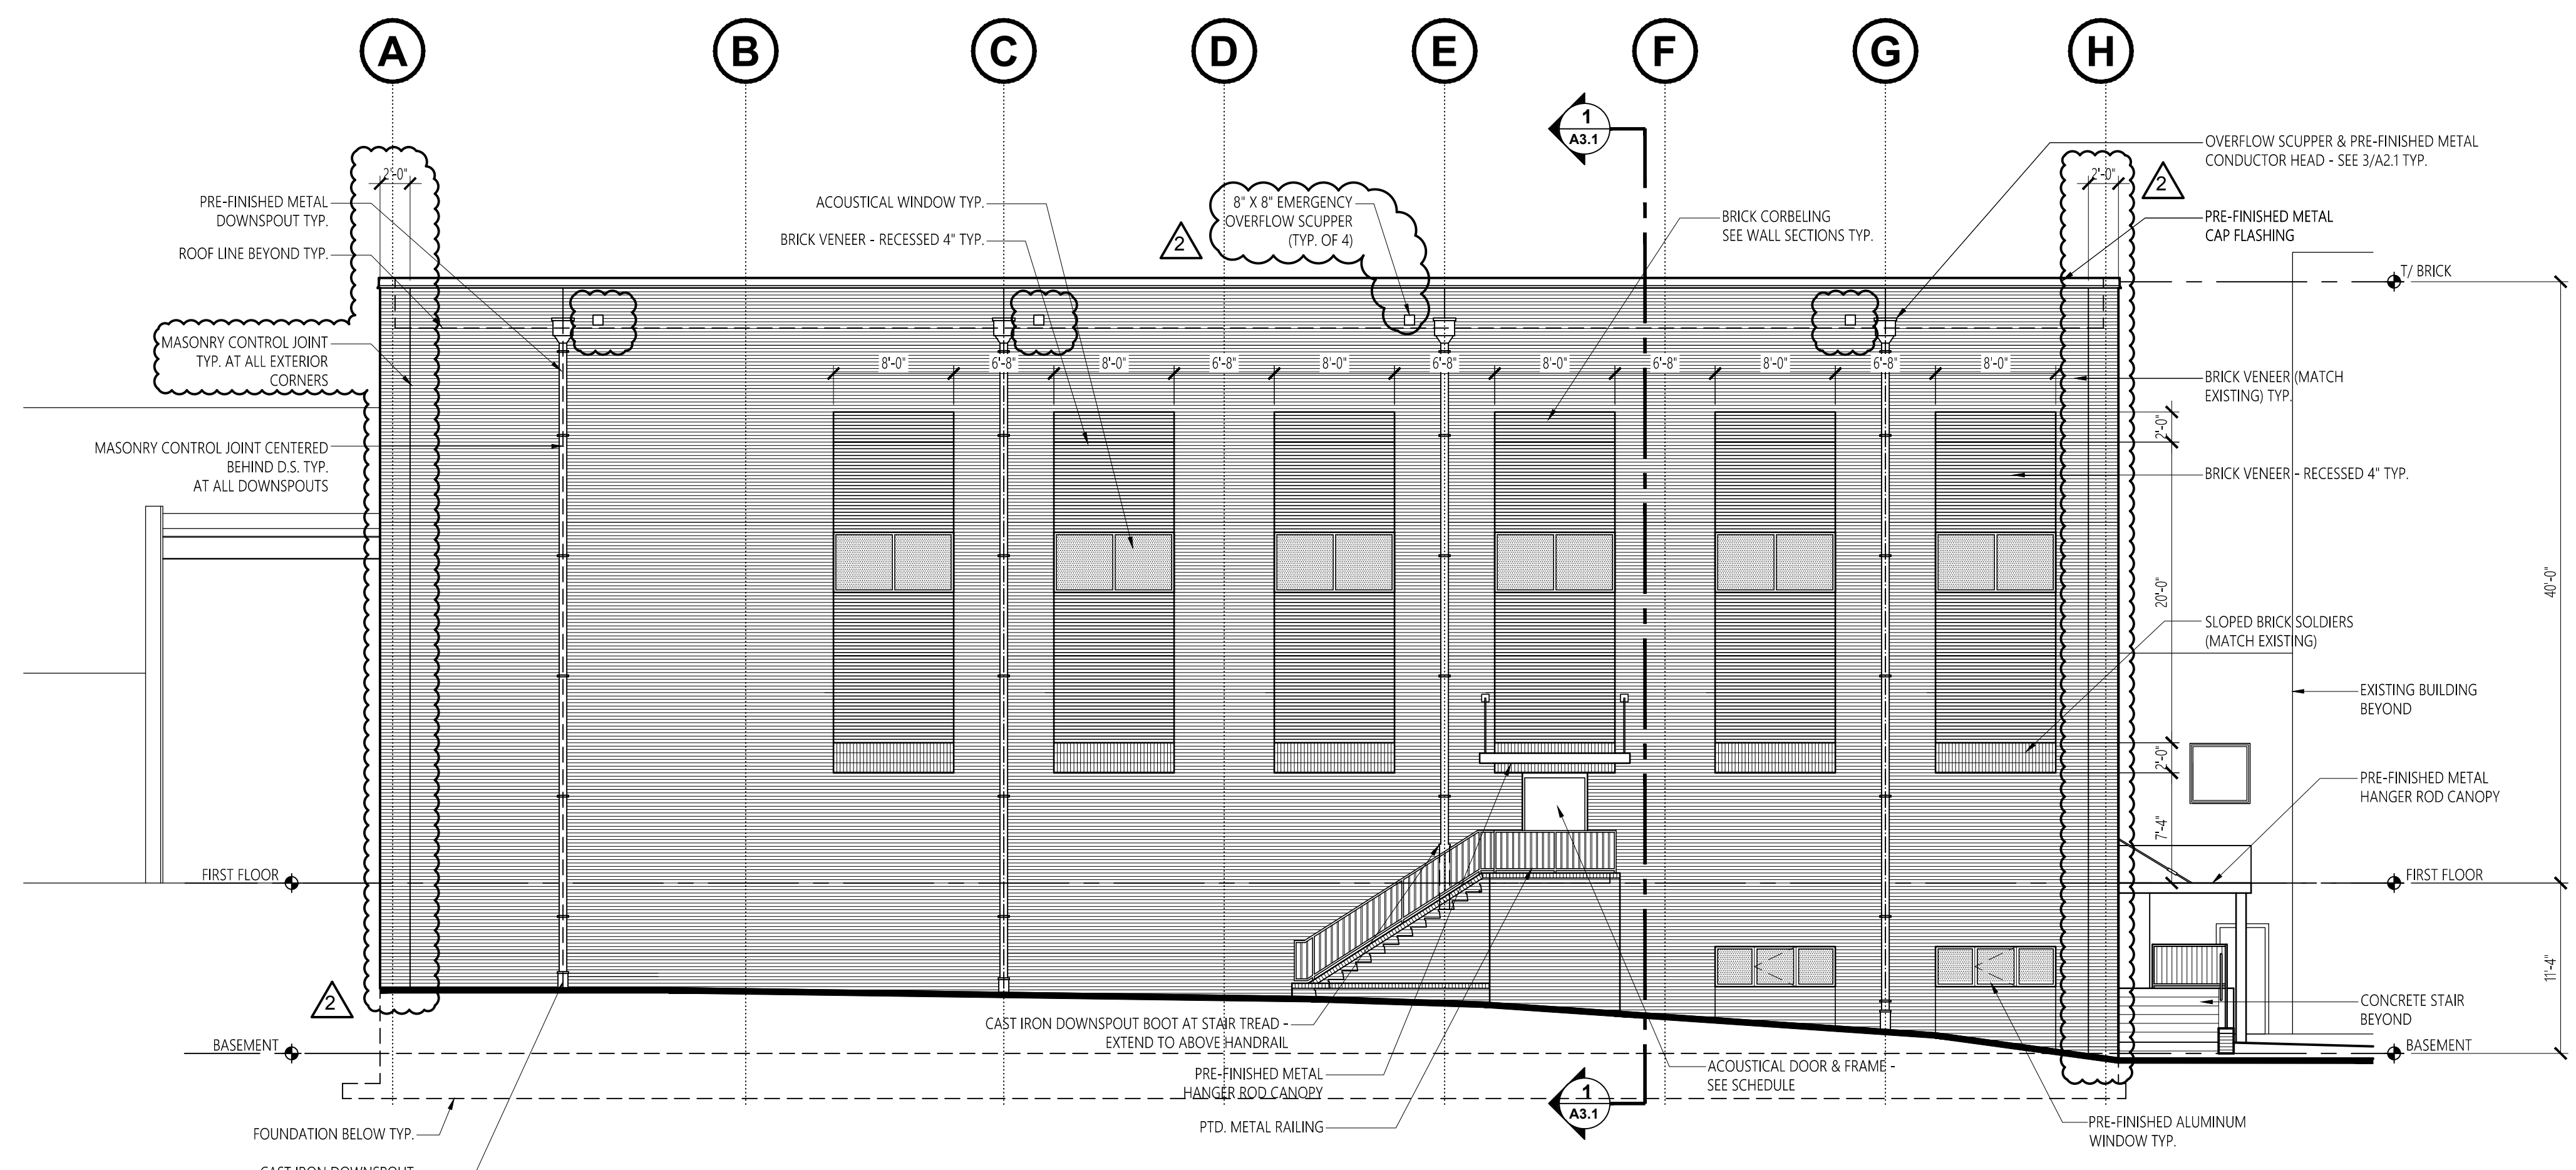 A
B
C
D
E
F
G
H
1
A3.1
2'-0"
2'-0"
2
PRE-FINISHED METAL
DOWNSPOUT TYP.
ROOF LINE BEYOND TYP.
MASONRY CONTROL JOINT
TYP. AT ALL EXTERIOR
CORNERS
MASONRY CONTROL JOINT CENTERED
BEHIND D.S. TYP.
AT ALL DOWNSPOUTS
ACOUSTICAL WINDOW TYP.
BRICK VENEER - RECESSED 4" TYP.
2
8" X 8" EMERGENCY
OVERFLOW SCUPPER
(TYP. OF 4)
BRICK CORBELING
SEE WALL SECTIONS TYP.
OVERFLOW SCUPPER & PRE-FINISHED METAL
CONDUCTOR HEAD - SEE 3/A2.1 TYP.
PRE-FINISHED METAL
CAP FLASHING
T/ BRICK
8'-0"
6'-8"
8'-0"
6'-8"
8'-0"
6'-8"
8'-0"
6'-8"
8'-0"
6'-8"
8'-0"
BRICK VENEER (MATCH
EXISTING) TYP.
2'-0"
BRICK VENEER - RECESSED 4" TYP.
20'-0"
40'-0"
SLOPED BRICK SOLDIERS
(MATCH EXISTING)
EXISTING BUILDING
BEYOND
2'-0"
PRE-FINISHED METAL
HANGER ROD CANOPY
7'-4"
FIRST FLOOR
FIRST FLOOR
11'-4"
2
CONCRETE STAIR
BEYOND
BASEMENT
BASEMENT
CAST IRON DOWNSPOUT BOOT AT STAIR TREAD -
EXTEND TO ABOVE HANDRAIL
PRE-FINISHED METAL
HANGER ROD CANOPY
PTD. METAL RAILING
1
A3.1
ACOUSTICAL DOOR & FRAME -
SEE SCHEDULE
PRE-FINISHED ALUMINUM
WINDOW TYP.
FOUNDATION BELOW TYP.
CAST IRON DOWNSPOUT